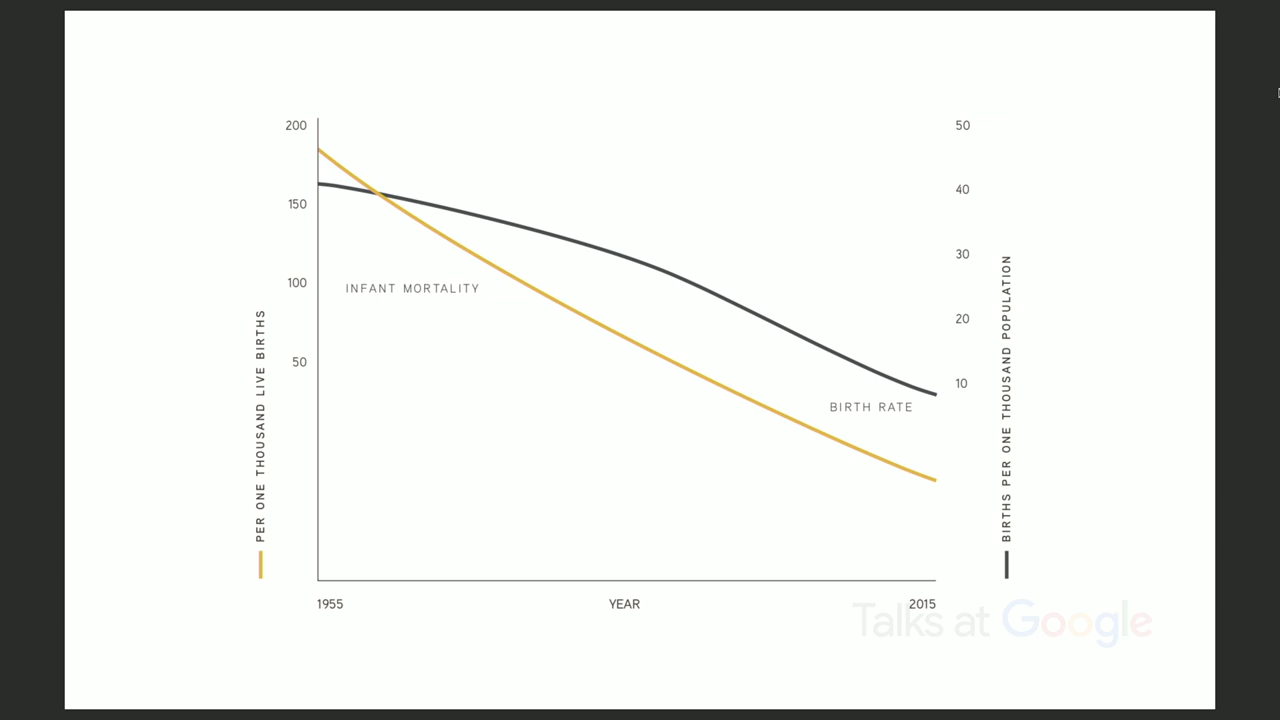 200
150
100
50
50
40
30
20
10
INFANT MORTALITY
BIRTH RATE
PER ONE THOUSAND LIVE BIRTHS
BIRTHS PER ONE THOUSAND POPULATION
1955
YEAR
2015
Talks at Google